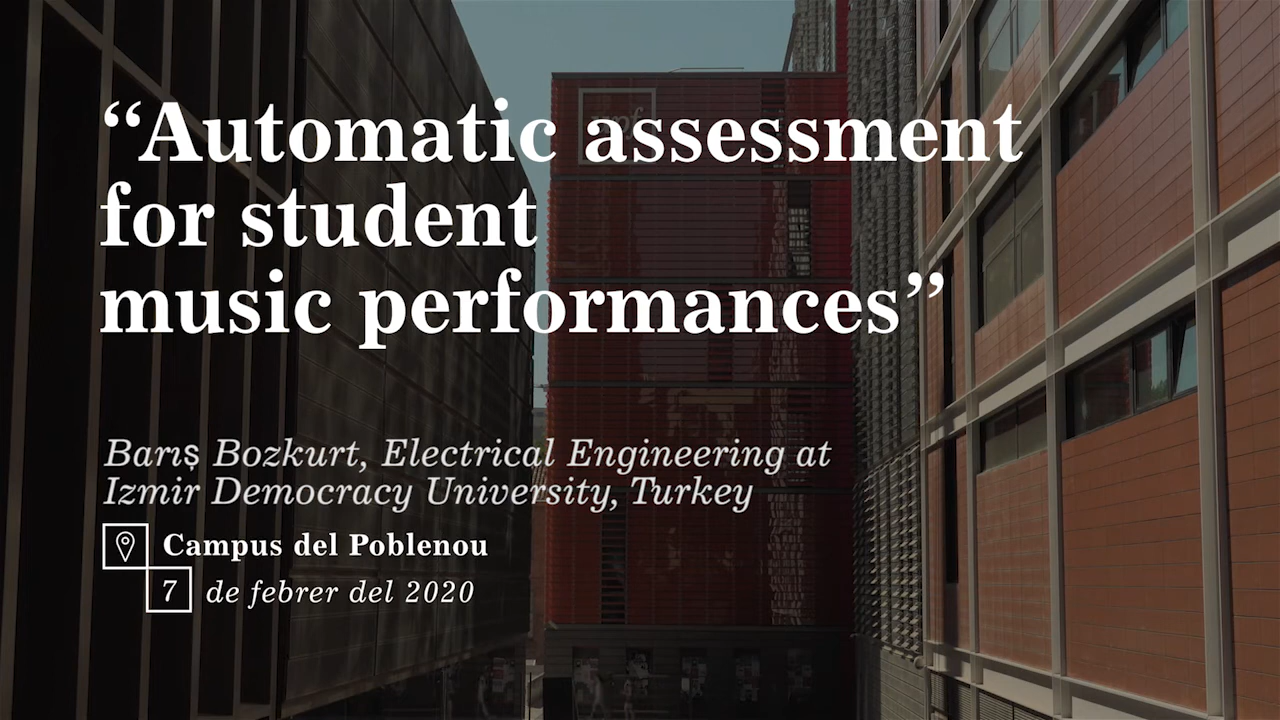 “Automatic assessment
for student
music performances”
upf.
Barış Bozkurt, Electrical Engineering at
Izmir Democracy University, Turkey
Campus del Poblenou
7 de febrer del 2020